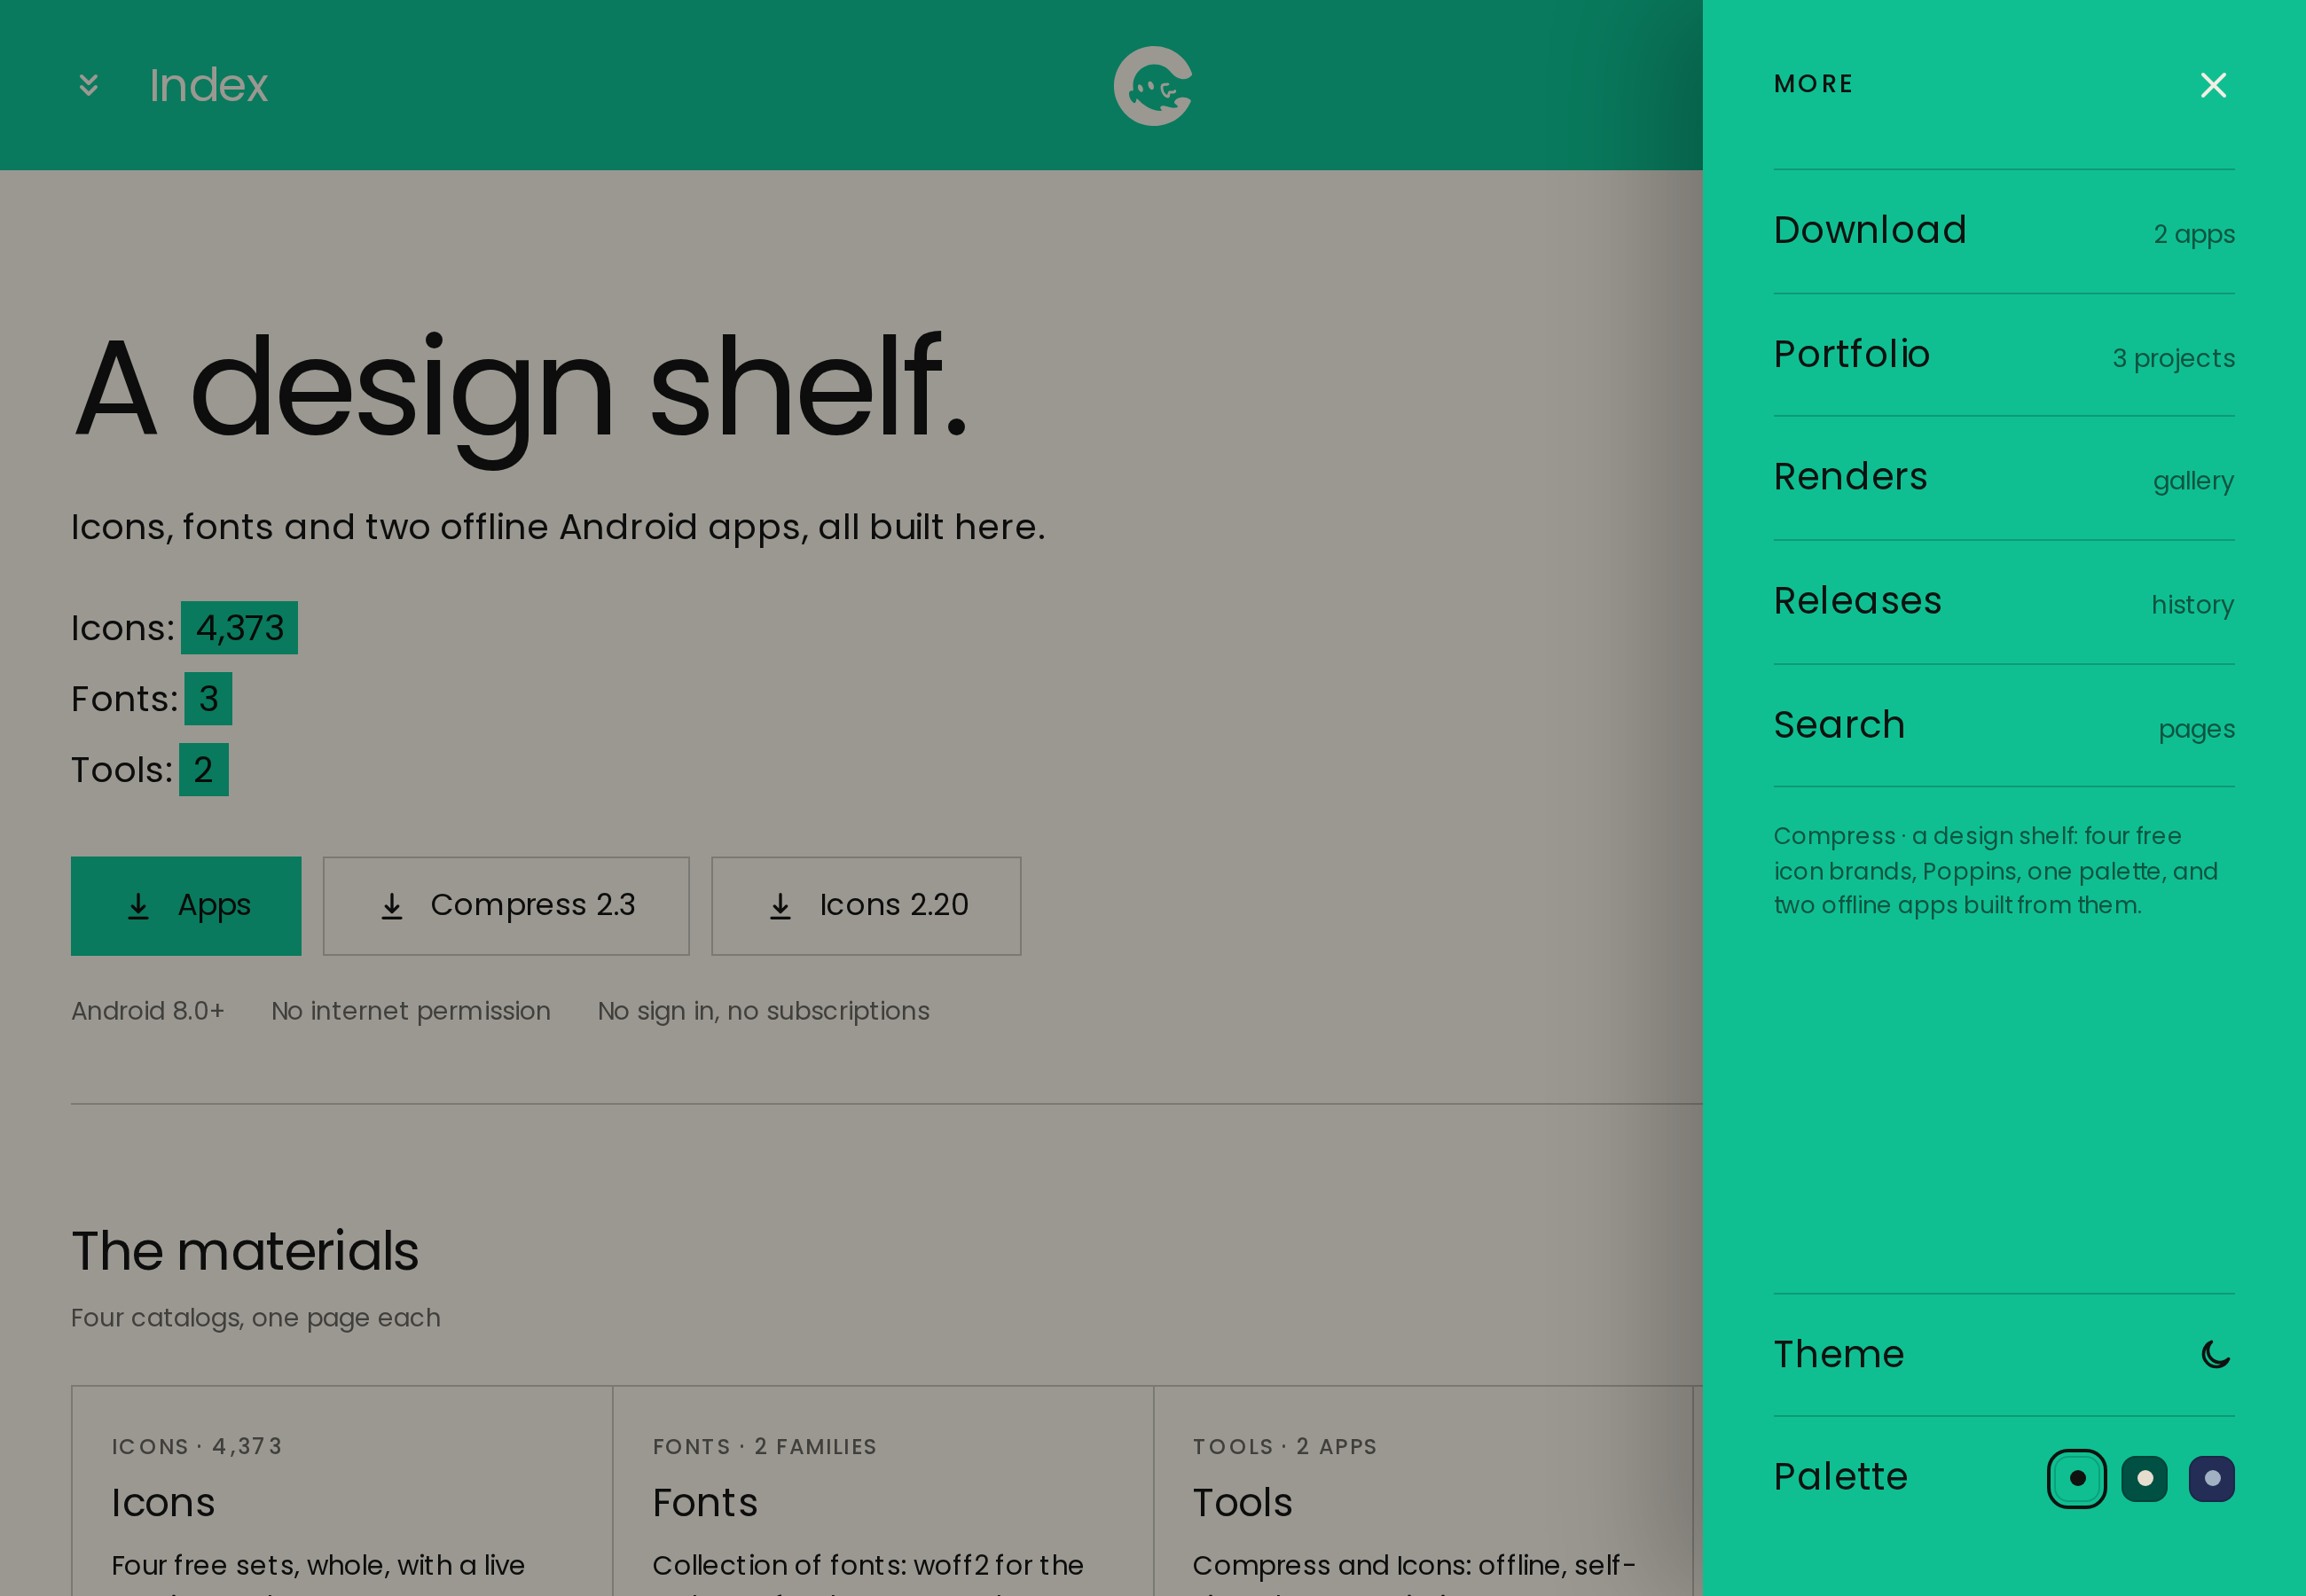 Index
A design shelf.
Icons, fonts and two offline Android apps, all built here.
Icons: 4,373
Fonts: 3
Tools: 2
Apps
Compress 2.3
Icons 2.20
Android 8.0+
No internet permission
No sign in, no subscriptions
The materials
Four catalogs, one page each
ICONS · 4,373
Icons
Four free sets, whole, with a live
FONTS · 2 FAMILIES
Fonts
Collection of fonts: woff2 for the
TOOLS · 2 APPS
Tools
Compress and Icons: offline, self-
MORE
Download 2 apps
Portfolio 3 projects
Renders gallery
Releases history
Search pages
Compress · a design shelf: four free
icon brands, Poppins, one palette, and
two offline apps built from them.
Theme
Palette